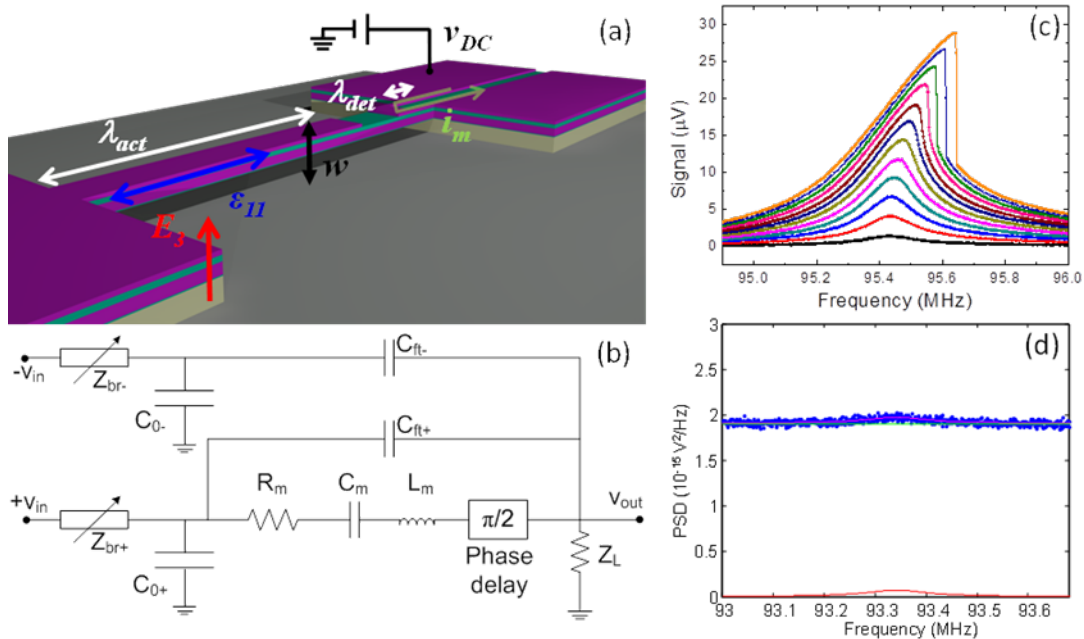 (a)
v_DC
λ_det
λ_act
i_m
w
ε_11
E_3
(b)
-v_in
Z_br-
C_ft-
C_0-
C_ft+
R_m
C_m
L_m
+v_in
π/2
v_out
Z_br+
Phase
delay
Z_L
C_0+
(c)
30
25
20
15
10
5
0
Signal (µV)
95.0 95.2 95.4 95.6 95.8 96.0
Frequency (MHz)
(d)
3
2.5
2
1.5
1
0.5
0
PSD (10^-15 V^2/Hz)
93 93.1 93.2 93.3 93.4 93.5 93.6
Frequency (MHz)